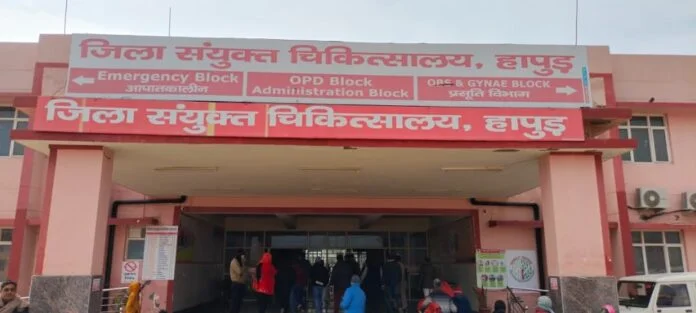 जिला संयुक्त चिकित्सालय, हापुड़
Emergency Block
आपातकालीन
OPD Block
Administration Block
OBS & GYNAE BLOCK
प्रसूति विभाग
जिला संयुक्त चिकित्सालय, हापुड़